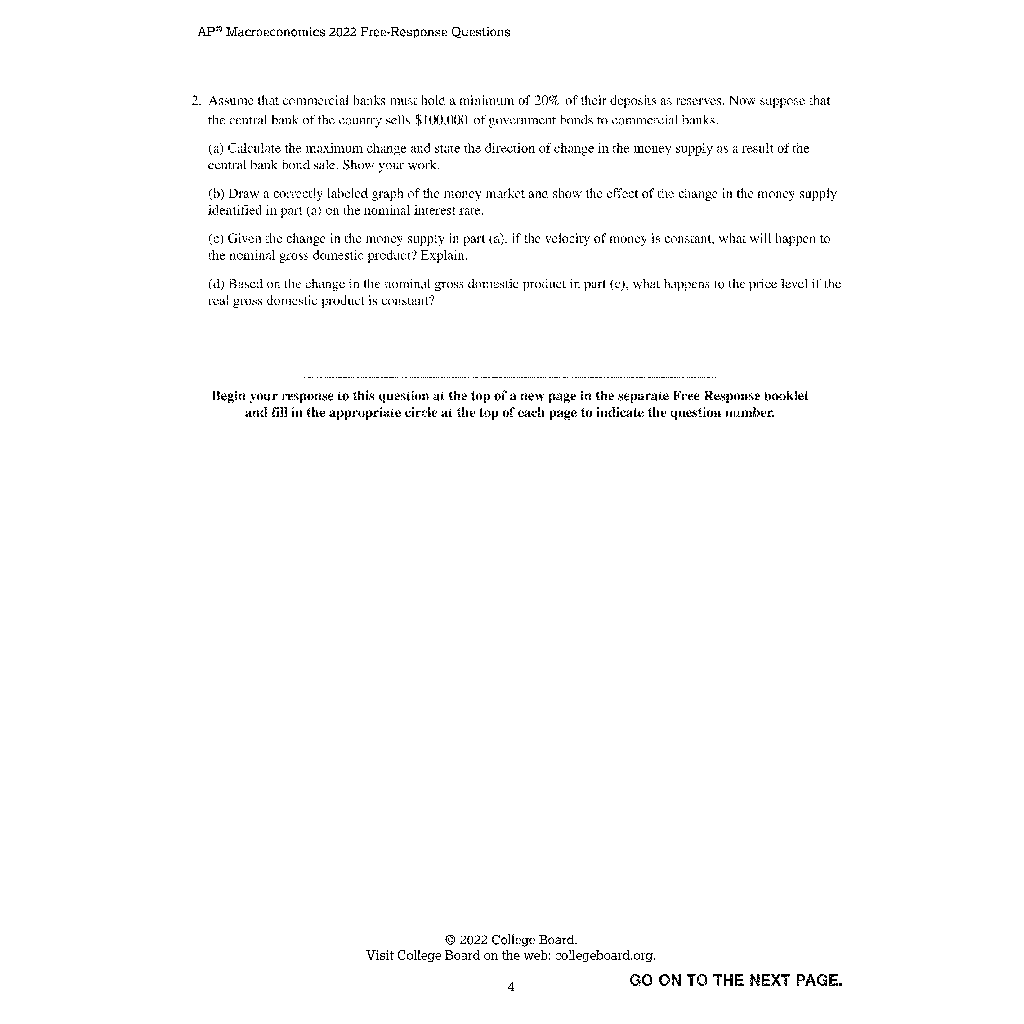 AP® Macroeconomics 2022 Free-Response Questions
2. Assume that commercial banks must hold a minimum of 20% of their deposits as reserves. Now suppose that
the central bank of the country sells $100,000 of government bonds to commercial banks.
(a) Calculate the maximum change and state the direction of change in the money supply as a result of the
central bank bond sale. Show your work.
(b) Draw a correctly labeled graph of the money market and show the effect of the change in the money supply
identified in part (a) on the nominal interest rate.
(c) Given the change in the money supply in part (a), if the velocity of money is constant, what will happen to
the nominal gross domestic product? Explain.
(d) Based on the change in the nominal gross domestic product in part (c), what happens to the price level if the
real gross domestic product is constant?
Begin your response to this question at the top of a new page in the separate Free Response booklet
and fill in the appropriate circle at the top of each page to indicate the question number.
© 2022 College Board.
Visit College Board on the web: collegeboard.org.
4
GO ON TO THE NEXT PAGE.